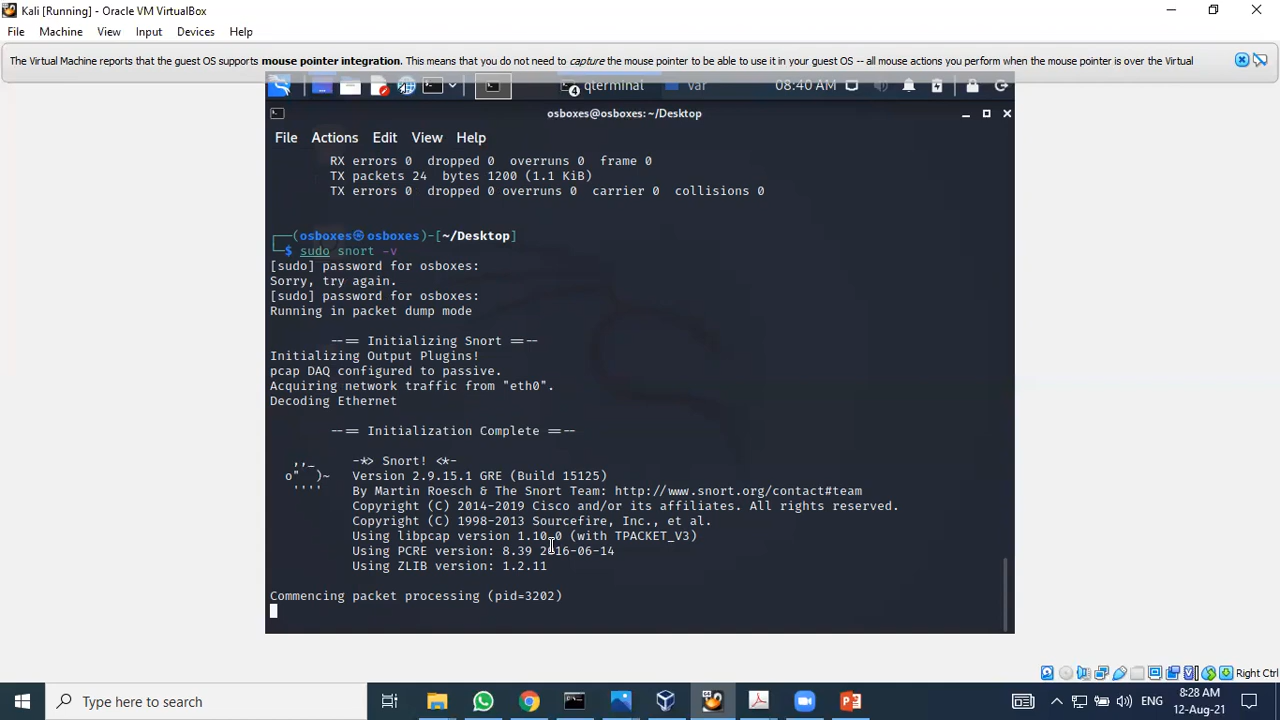 Kali [Running] - Oracle VM VirtualBox
File Machine View Input Devices Help
The Virtual Machine reports that the guest OS supports mouse pointer integration. This means that you do not need to capture the mouse pointer to be able to use it in your guest OS -- all mouse actions you perform when the mouse pointer is over the Virtual
4 qterminal var 08:40 AM
osboxes@osboxes: ~/Desktop
File Actions Edit View Help
RX errors 0 dropped 0 overruns 0 frame 0
TX packets 24 bytes 1200 (1.1 KiB)
TX errors 0 dropped 0 overruns 0 carrier 0 collisions 0
┌──(osboxes㉿osboxes)-[~/Desktop]
└─$ sudo snort -v
[sudo] password for osboxes:
Sorry, try again.
[sudo] password for osboxes:
Running in packet dump mode
--== Initializing Snort ==--
Initializing Output Plugins!
pcap DAQ configured to passive.
Acquiring network traffic from "eth0".
Decoding Ethernet
--== Initialization Complete ==--
,,_ -*> Snort! <*-
o" )~ Version 2.9.15.1 GRE (Build 15125)
'''' By Martin Roesch & The Snort Team: http://www.snort.org/contact#team
Copyright (C) 2014-2019 Cisco and/or its affiliates. All rights reserved.
Copyright (C) 1998-2013 Sourcefire, Inc., et al.
Using libpcap version 1.10.0 (with TPACKET_V3)
Using PCRE version: 8.39 2016-06-14
Using ZLIB version: 1.2.11
Commencing packet processing (pid=3202)
Right Ctrl
Type here to search
ENG
8:28 AM
12-Aug-21